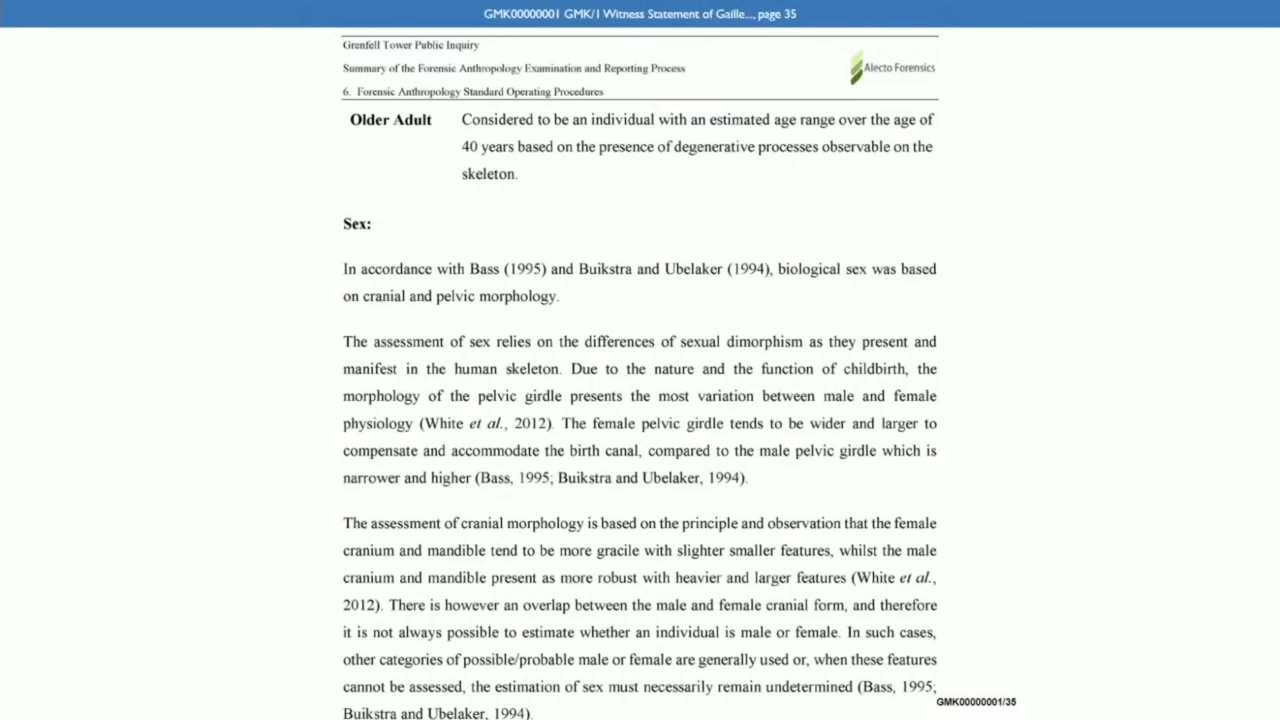 GMK00000001 GMK/1 Witness Statement of Gaille..., page 35
Grenfell Tower Public Inquiry
Summary of the Forensic Anthropology Examination and Reporting Process
6. Forensic Anthropology Standard Operating Procedures
Alecto Forensics
Older Adult Considered to be an individual with an estimated age range over the age of
40 years based on the presence of degenerative processes observable on the
skeleton.
Sex:
In accordance with Bass (1995) and Buikstra and Ubelaker (1994), biological sex was based
on cranial and pelvic morphology.
The assessment of sex relies on the differences of sexual dimorphism as they present and
manifest in the human skeleton. Due to the nature and the function of childbirth, the
morphology of the pelvic girdle presents the most variation between male and female
physiology (White et al., 2012). The female pelvic girdle tends to be wider and larger to
compensate and accommodate the birth canal, compared to the male pelvic girdle which is
narrower and higher (Bass, 1995; Buikstra and Ubelaker, 1994).
The assessment of cranial morphology is based on the principle and observation that the female
cranium and mandible tend to be more gracile with slighter smaller features, whilst the male
cranium and mandible present as more robust with heavier and larger features (White et al.,
2012). There is however an overlap between the male and female cranial form, and therefore
it is not always possible to estimate whether an individual is male or female. In such cases,
other categories of possible/probable male or female are generally used or, when these features
cannot be assessed, the estimation of sex must necessarily remain undetermined (Bass, 1995;
Buikstra and Ubelaker, 1994).
GMK00000001/35